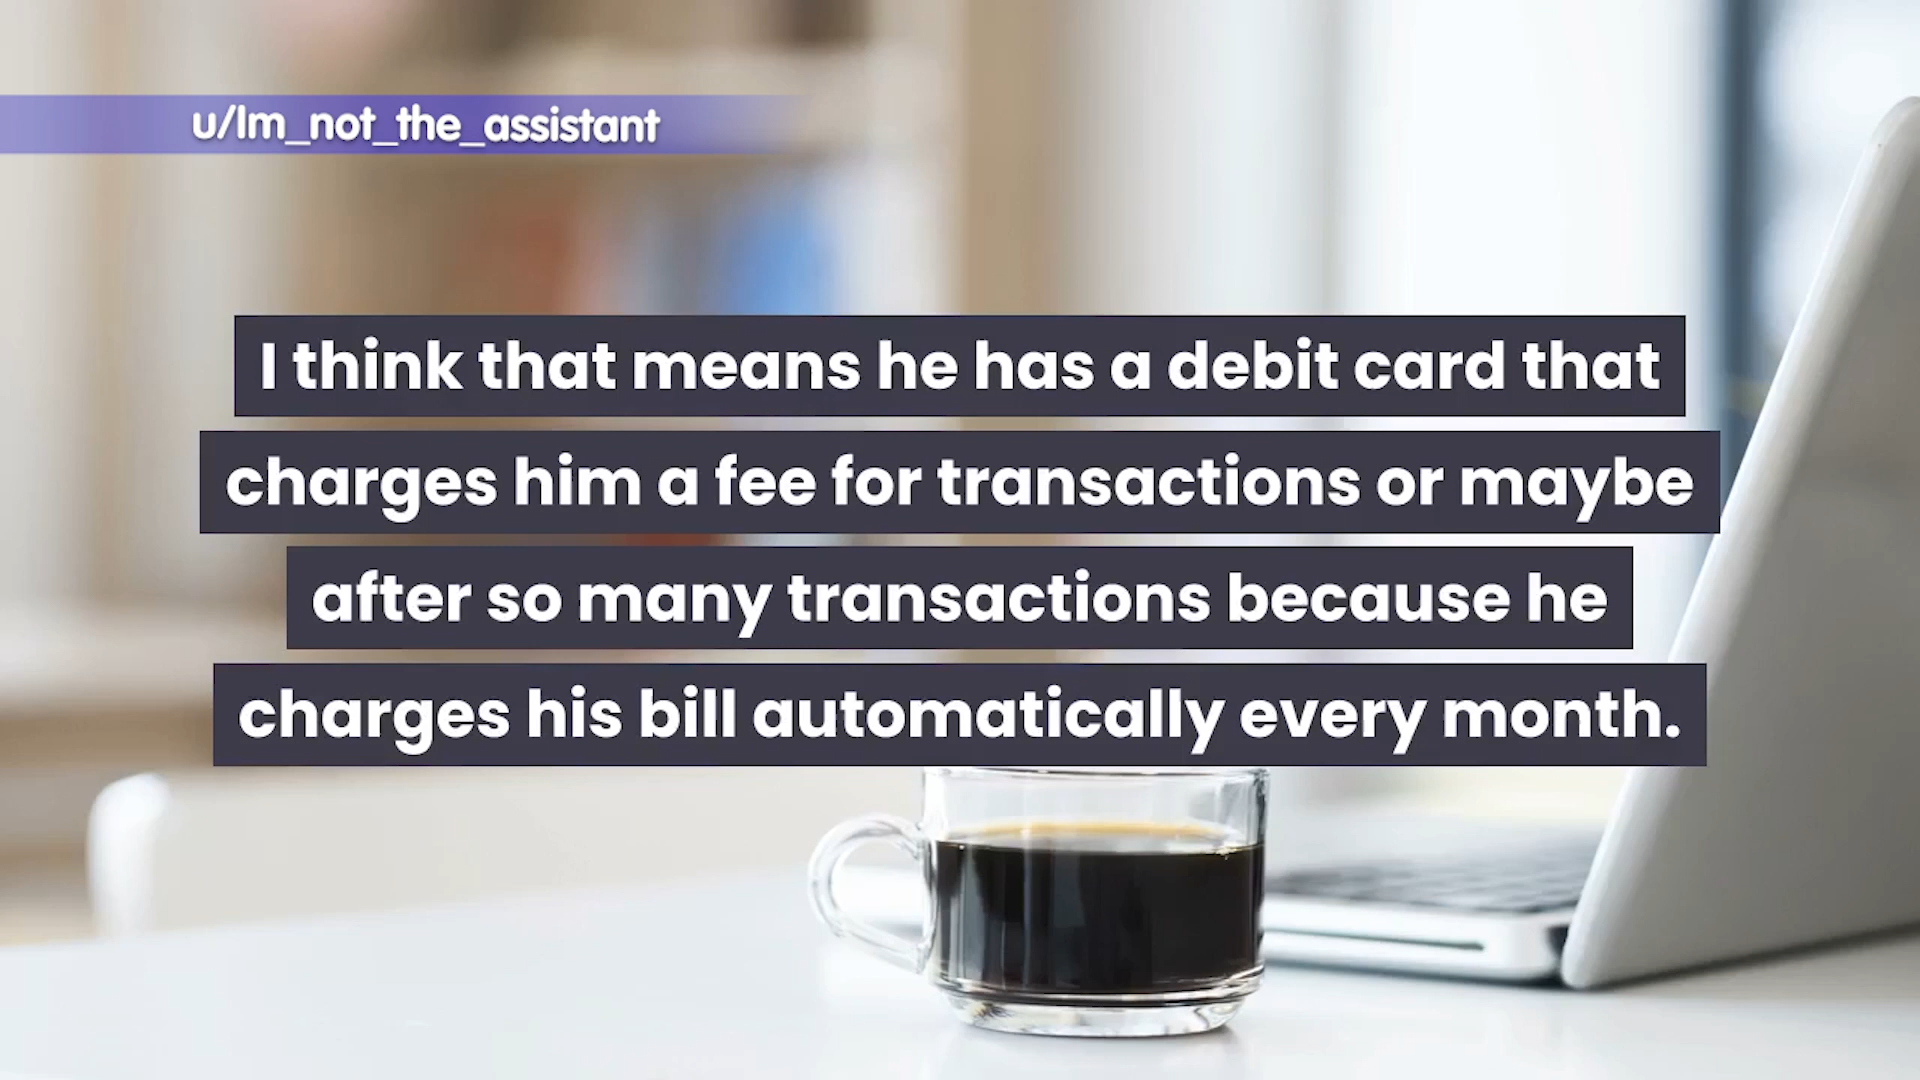 u/Im_not_the_assistant
I think that means he has a debit card that
charges him a fee for transactions or maybe
after so many transactions because he
charges his bill automatically every month.